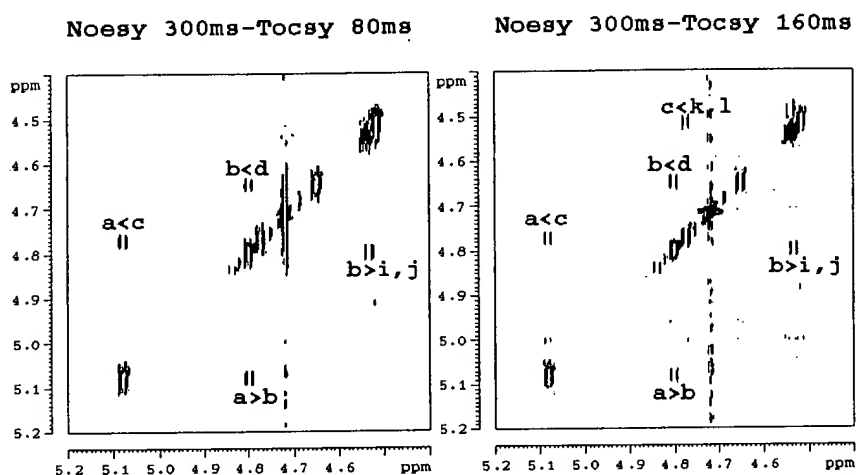 Noesy 300ms-Tocsy 80ms
ppm
4.5
4.6
4.7
4.8
4.9
5.0
5.1
5.2
b<d
a<c
b>i,j
a>b
5.2 5.1 5.0 4.9 4.8 4.7 4.6 ppm
Noesy 300ms-Tocsy 160ms
ppm
4.5
4.6
4.7
4.8
4.9
5.0
5.1
5.2
c<k,l
b<d
a<c
b>i,j
a>b
5.2 5.1 5.0 4.9 4.8 4.7 4.6 ppm